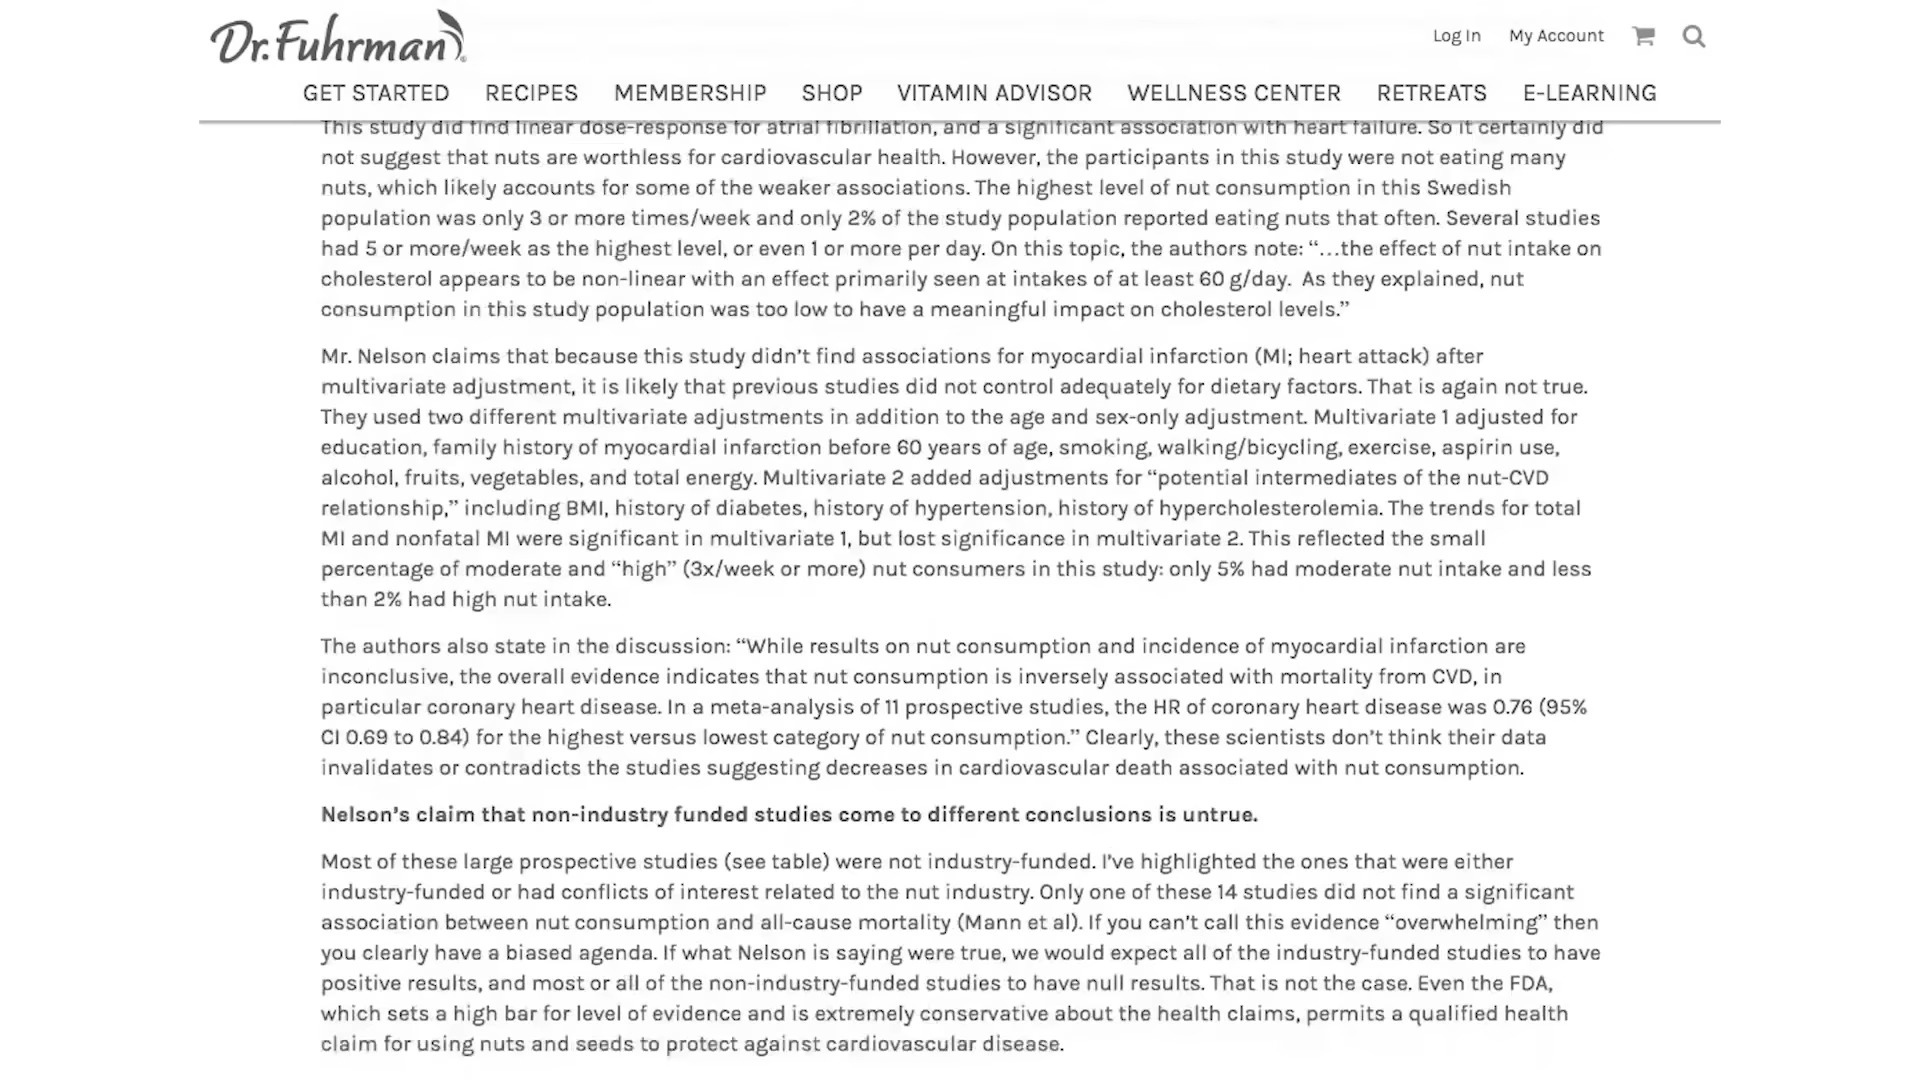 Dr. Fuhrman
Log In My Account
GET STARTED RECIPES MEMBERSHIP SHOP VITAMIN ADVISOR WELLNESS CENTER RETREATS E-LEARNING
This study did find linear dose-response for atrial fibrillation, and a significant association with heart failure. So it certainly did
not suggest that nuts are worthless for cardiovascular health. However, the participants in this study were not eating many
nuts, which likely accounts for some of the weaker associations. The highest level of nut consumption in this Swedish
population was only 3 or more times/week and only 2% of the study population reported eating nuts that often. Several studies
had 5 or more/week as the highest level, or even 1 or more per day. On this topic, the authors note: “…the effect of nut intake on
cholesterol appears to be non-linear with an effect primarily seen at intakes of at least 60 g/day.  As they explained, nut
consumption in this study population was too low to have a meaningful impact on cholesterol levels.”
Mr. Nelson claims that because this study didn’t find associations for myocardial infarction (MI; heart attack) after
multivariate adjustment, it is likely that previous studies did not control adequately for dietary factors. That is again not true.
They used two different multivariate adjustments in addition to the age and sex-only adjustment. Multivariate 1 adjusted for
education, family history of myocardial infarction before 60 years of age, smoking, walking/bicycling, exercise, aspirin use,
alcohol, fruits, vegetables, and total energy. Multivariate 2 added adjustments for “potential intermediates of the nut-CVD
relationship,” including BMI, history of diabetes, history of hypertension, history of hypercholesterolemia. The trends for total
MI and nonfatal MI were significant in multivariate 1, but lost significance in multivariate 2. This reflected the small
percentage of moderate and “high” (3x/week or more) nut consumers in this study: only 5% had moderate nut intake and less
than 2% had high nut intake.
The authors also state in the discussion: “While results on nut consumption and incidence of myocardial infarction are
inconclusive, the overall evidence indicates that nut consumption is inversely associated with mortality from CVD, in
particular coronary heart disease. In a meta-analysis of 11 prospective studies, the HR of coronary heart disease was 0.76 (95%
CI 0.69 to 0.84) for the highest versus lowest category of nut consumption.” Clearly, these scientists don’t think their data
invalidates or contradicts the studies suggesting decreases in cardiovascular death associated with nut consumption.
Nelson’s claim that non-industry funded studies come to different conclusions is untrue.
Most of these large prospective studies (see table) were not industry-funded. I’ve highlighted the ones that were either
industry-funded or had conflicts of interest related to the nut industry. Only one of these 14 studies did not find a significant
association between nut consumption and all-cause mortality (Mann et al). If you can’t call this evidence “overwhelming” then
you clearly have a biased agenda. If what Nelson is saying were true, we would expect all of the industry-funded studies to have
positive results, and most or all of the non-industry-funded studies to have null results. That is not the case. Even the FDA,
which sets a high bar for level of evidence and is extremely conservative about the health claims, permits a qualified health
claim for using nuts and seeds to protect against cardiovascular disease.